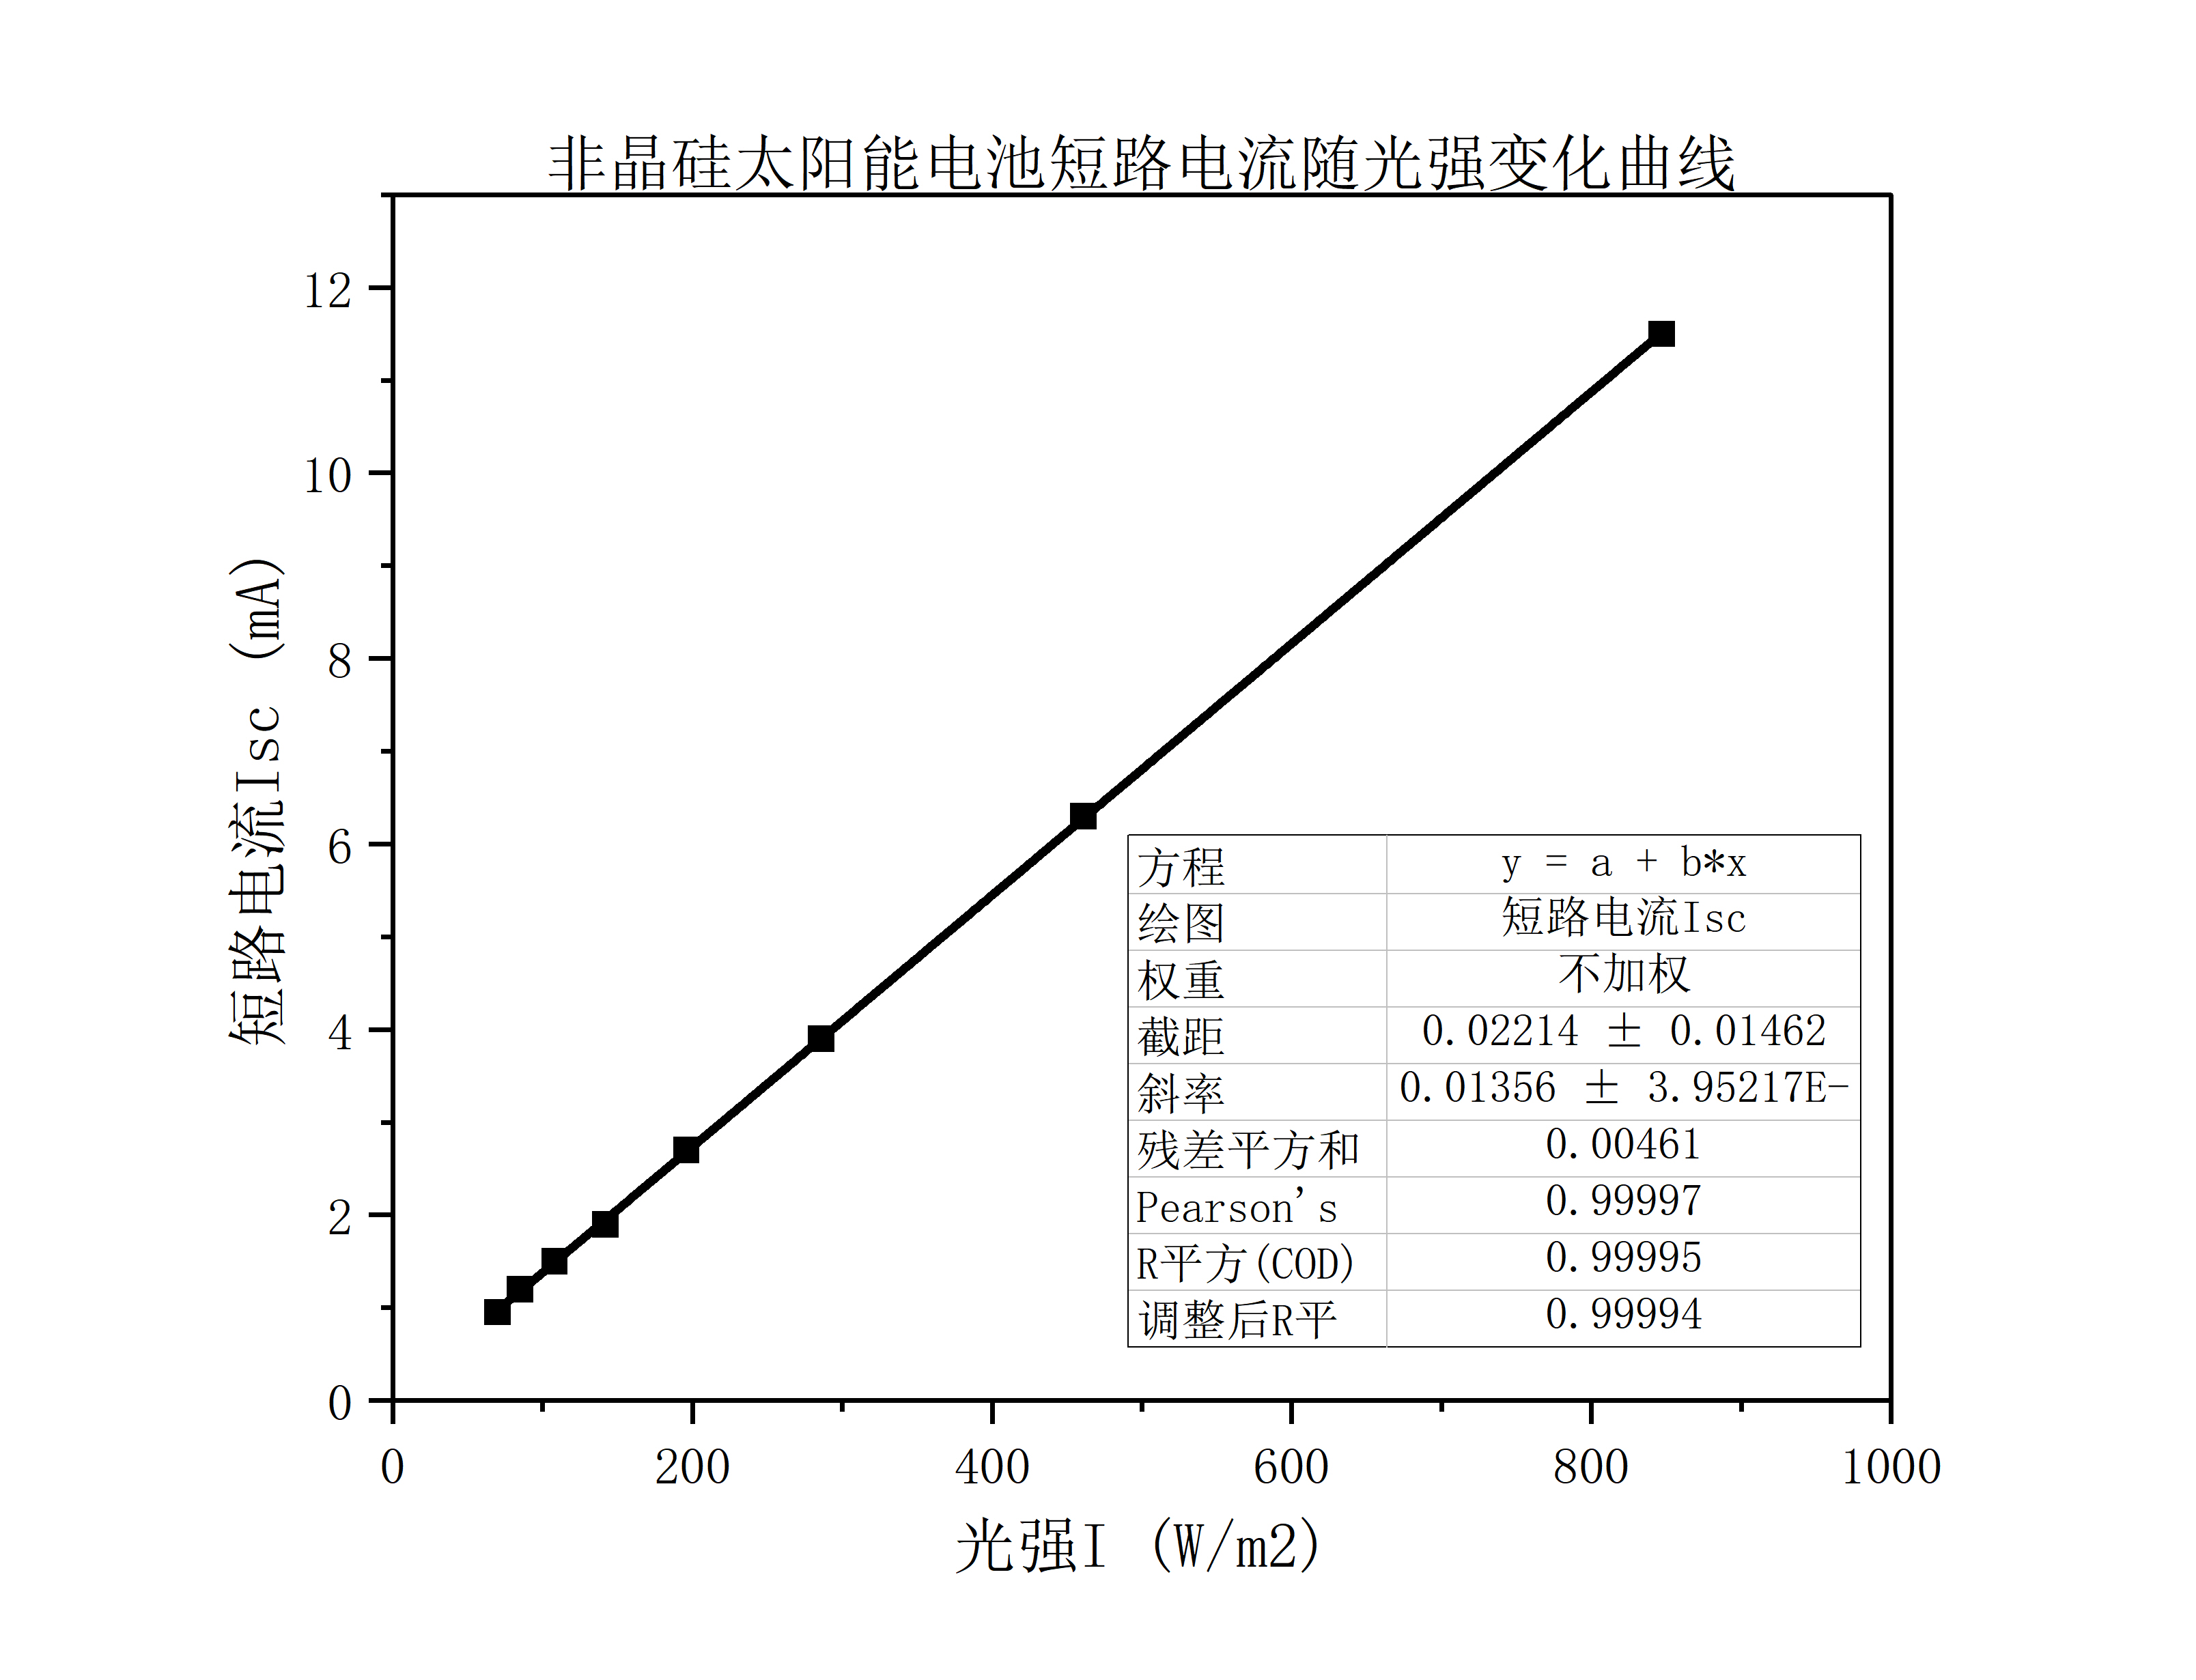 非晶硅太阳能电池短路电流随光强变化曲线
12
10
8
6
4
2
0
短路电流Isc (mA)
方程 y = a + b*x
绘图 短路电流Isc
权重 不加权
截距 0.02214 ± 0.01462
斜率 0.01356 ± 3.95217E-
残差平方和 0.00461
Pearson's 0.99997
R平方(COD) 0.99995
调整后R平 0.99994
0 200 400 600 800 1000
光强I (W/m2)